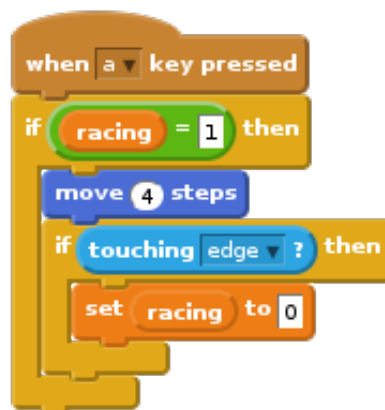 when a key pressed
if racing = 1 then
move 4 steps
if touching edge ? then
set racing to 0